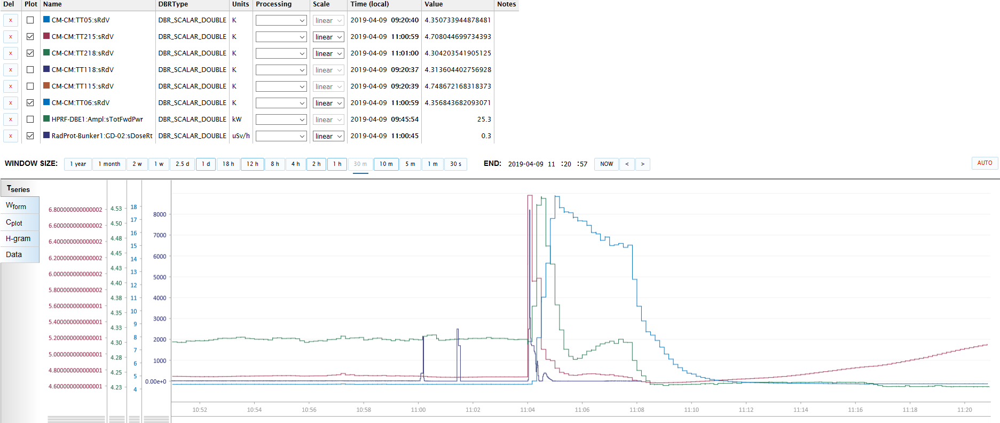 Del Plot Name DBRType Units Processing Scale Time (local) Value Notes
x CM-CM:TT05:sRdV DBR_SCALAR_DOUBLE K linear 2019-04-09 09:20:40 4.350733944878481
x CM-CM:TT215:sRdV DBR_SCALAR_DOUBLE K linear 2019-04-09 11:00:59 4.708044699734393
x CM-CM:TT218:sRdV DBR_SCALAR_DOUBLE K linear 2019-04-09 11:01:00 4.304203541905125
x CM-CM:TT118:sRdV DBR_SCALAR_DOUBLE K linear 2019-04-09 09:20:37 4.313604402756928
x CM-CM:TT115:sRdV DBR_SCALAR_DOUBLE K linear 2019-04-09 09:20:39 4.748672168318373
x CM-CM:TT06:sRdV DBR_SCALAR_DOUBLE K linear 2019-04-09 11:00:59 4.356843682093071
x HPRF-DBE1:Ampl:sTotFwdPwr DBR_SCALAR_DOUBLE kW linear 2019-04-09 09:45:54 25.3
x RadProt-Bunker1:GD-02:sDoseRt DBR_SCALAR_DOUBLE uSv/h linear 2019-04-09 11:00:45 0.3
WINDOW SIZE: 1 year 1 month 2 w 1 w 2.5 d 1 d 18 h 12 h 8 h 4 h 2 h 1 h 30 m 10 m 5 m 1 m 30 s END: 2019-04-09 11 :20 :57 NOW < > AUTO
Tseries
Wform
Cplot
H-gram
Data
6.800000000000002
6.600000000000002
6.400000000000002
6.200000000000002
6.000000000000002
5.800000000000002
5.600000000000001
5.400000000000001
5.200000000000001
5.000000000000001
4.800000000000001
4.600000000000001
4.53
4.50
4.48
4.45
4.43
4.40
4.38
4.35
4.33
4.30
4.28
4.25
4.23
18
17
16
15
14
13
12
11
10
9
8
7
6
5
4
8000
7000
6000
5000
4000
3000
2000
1000
0.00e+0
10:52 10:54 10:56 10:58 11:00 11:02 11:04 11:06 11:08 11:10 11:12 11:14 11:16 11:18 11:20